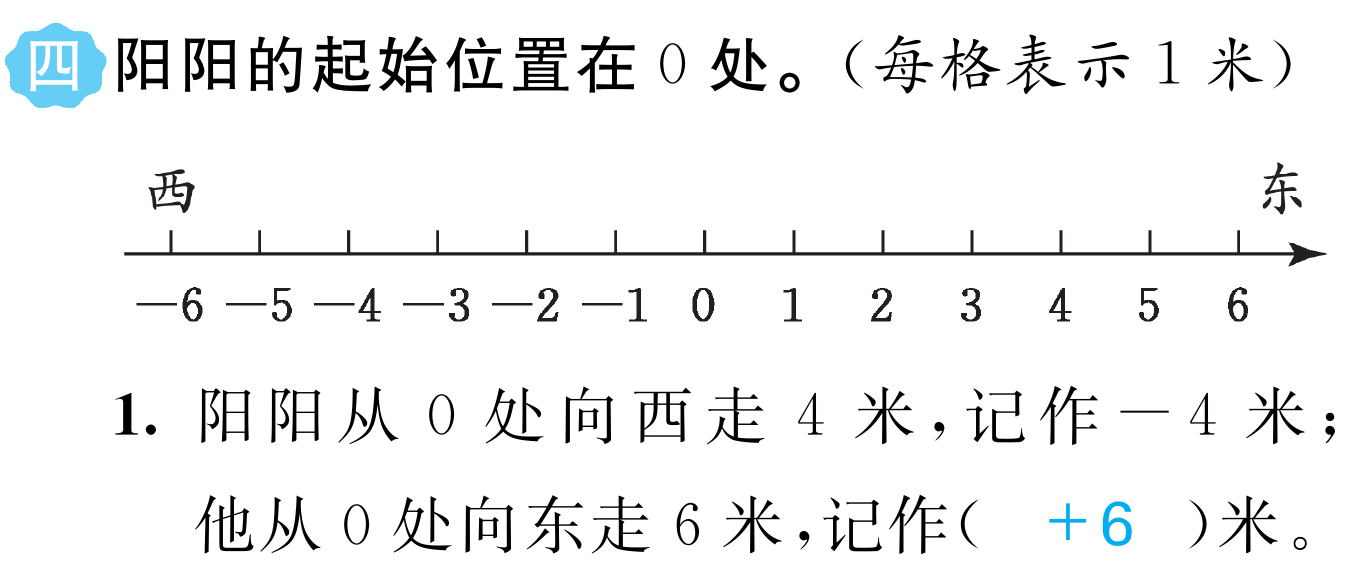 四 阳阳的起始位置在 0 处。(每格表示 1 米)
西 东
－6 －5 －4 －3 －2 －1 0 1 2 3 4 5 6
1. 阳阳从 0 处向西走 4 米,记作－4 米;
他从 0 处向东走 6 米,记作( +6 )米。